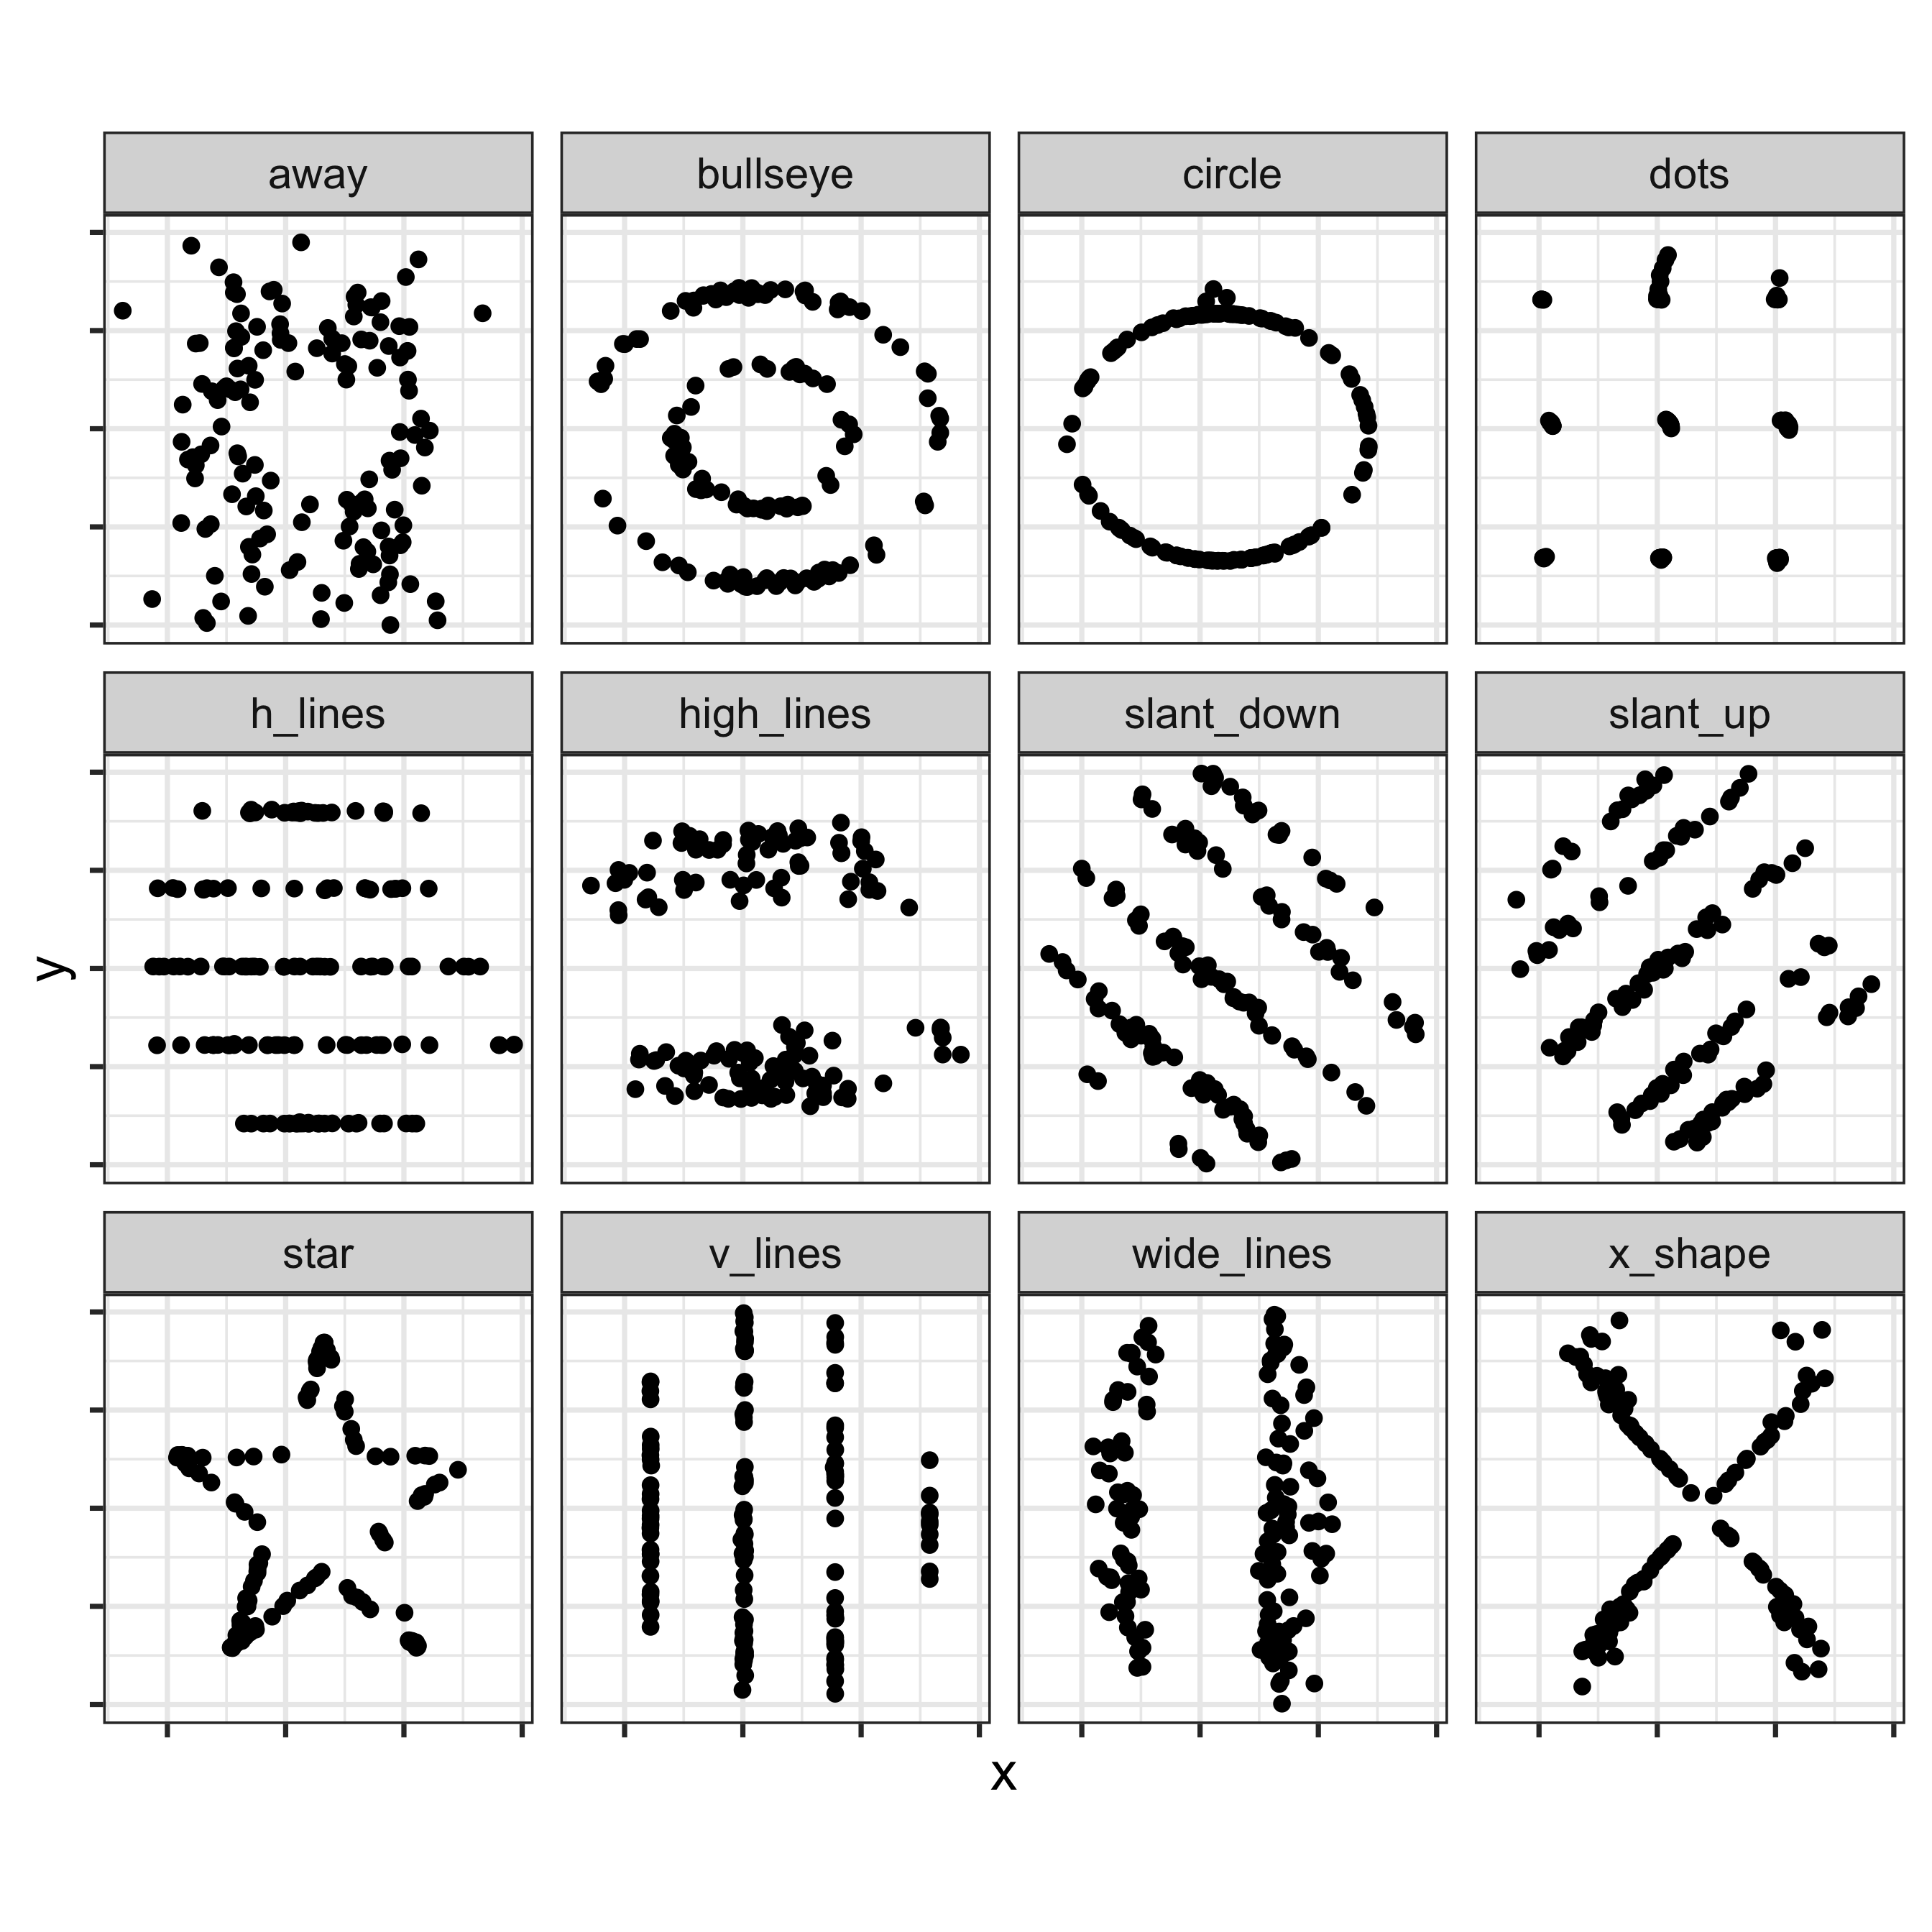 away
bullseye
circle
dots
h_lines
high_lines
slant_down
slant_up
y
star
v_lines
wide_lines
x_shape
x